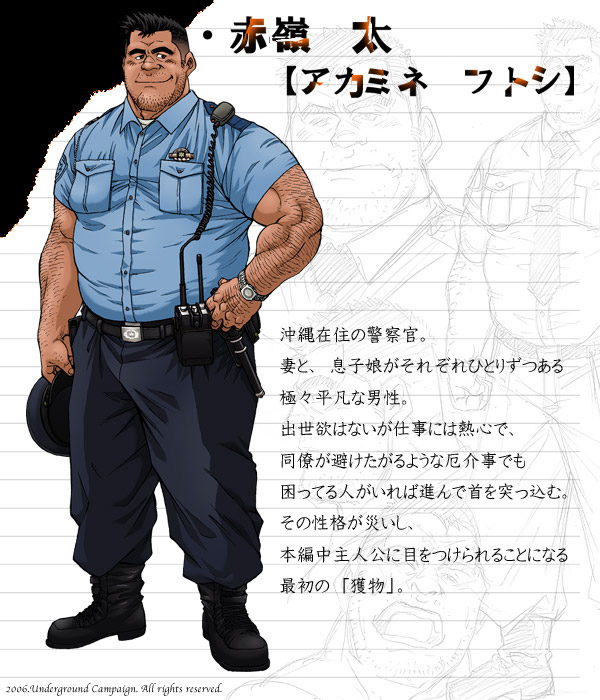 ・赤嶺 太
【アカミネ フトシ】
沖縄在住の警察官。
妻と、息子娘がそれぞれひとりずつある
極々平凡な男性。
出世欲はないが仕事には熱心で、
同僚が避けたがるような厄介事でも
困ってる人がいれば進んで首を突っ込む。
その性格が災いし、
本編中主人公に目をつけられることになる
最初の「獲物」。
2006.Underground Campaign. All rights reserved.